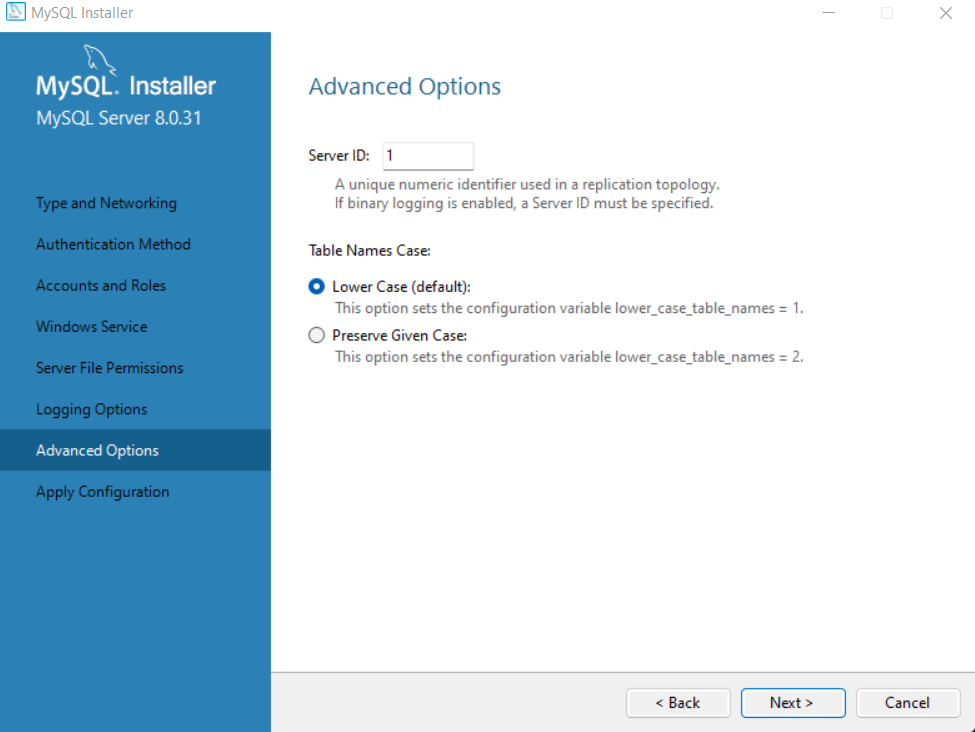 MySQL Installer
MySQL. Installer
MySQL Server 8.0.31
Type and Networking
Authentication Method
Accounts and Roles
Windows Service
Server File Permissions
Logging Options
Advanced Options
Apply Configuration
Advanced Options
Server ID: 1
A unique numeric identifier used in a replication topology.
If binary logging is enabled, a Server ID must be specified.
Table Names Case:
Lower Case (default):
This option sets the configuration variable lower_case_table_names = 1.
Preserve Given Case:
This option sets the configuration variable lower_case_table_names = 2.
< Back
Next >
Cancel